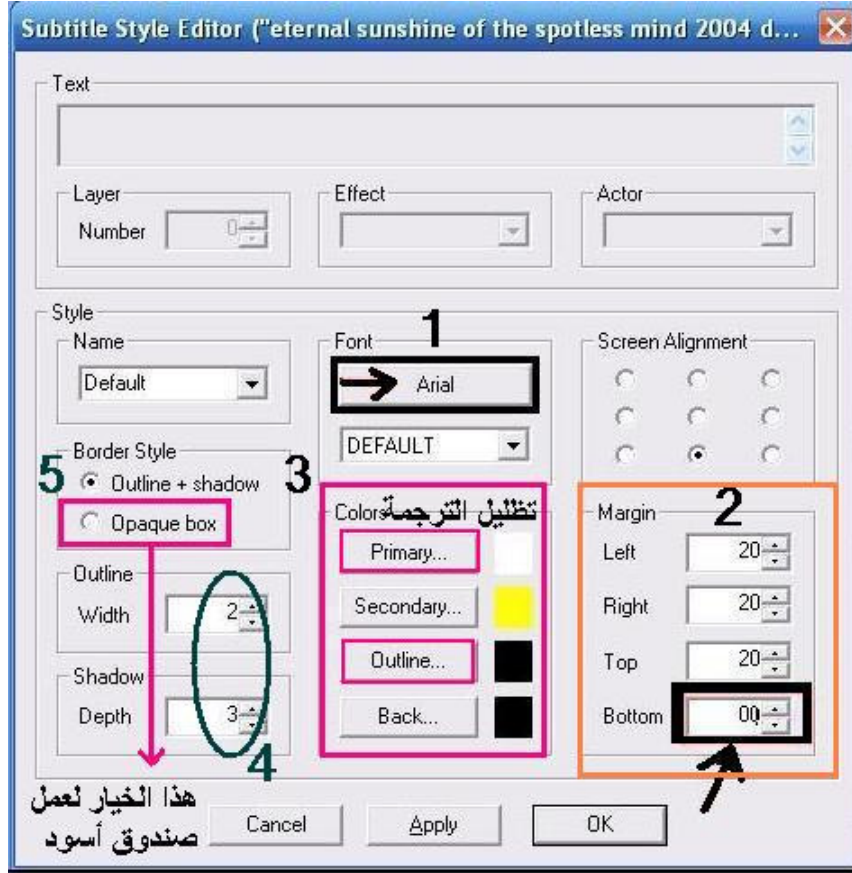 Subtitle Style Editor ("eternal sunshine of the spotless mind 2004 d...
Text
Layer
Number 0
Effect
Actor
Style
Name
Default
1
Font
Arial
DEFAULT
Screen Alignment
5
Border Style
Outline + shadow
Opaque box
3
Colors
تظليل الترجمة
Primary...
Secondary...
Outline...
Back...
2
Margin
Left 20
Right 20
Top 20
Bottom 00
Outline
Width 2
Shadow
Depth 3
4
هذا الخيار لعمل
صندوق أسود
Cancel
Apply
OK